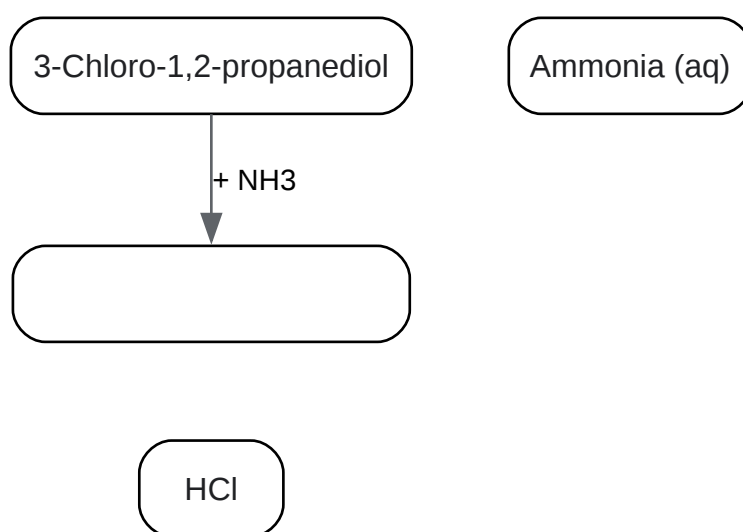 3-Chloro-1,2-propanediol
Ammonia (aq)
+ NH3
HCl